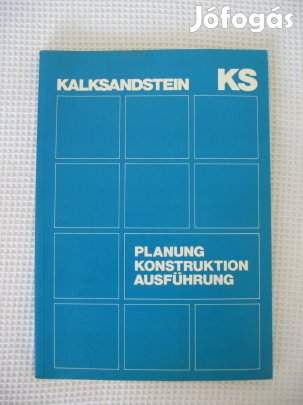 Jófogás
KALKSANDSTEIN KS
PLANUNG
KONSTRUKTION
AUSFÜHRUNG